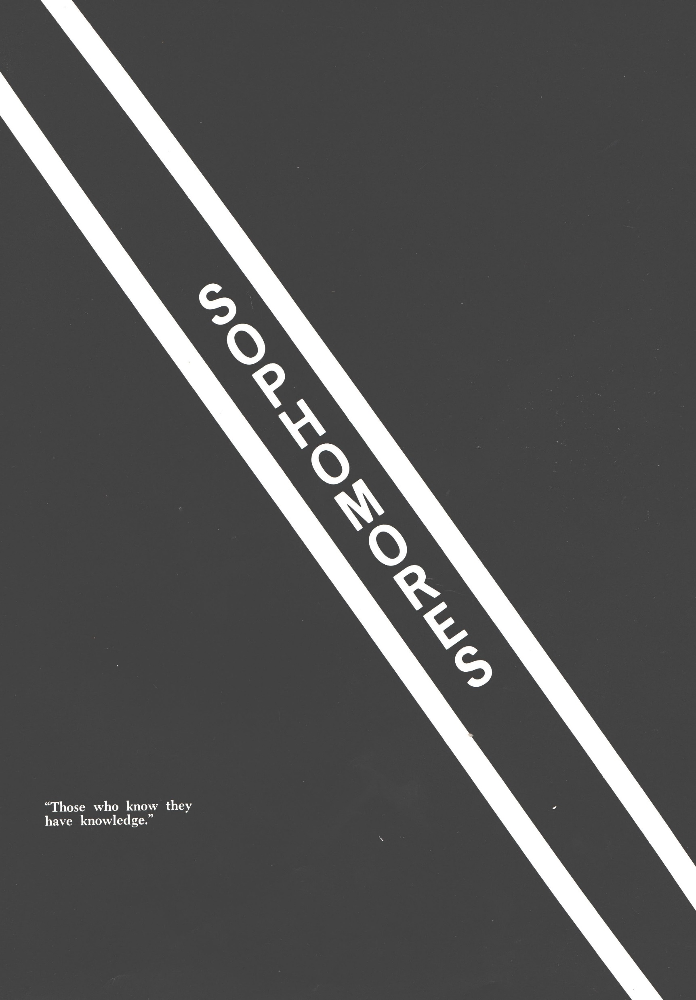 SOPHOMORES
“Those who know they
have knowledge.”